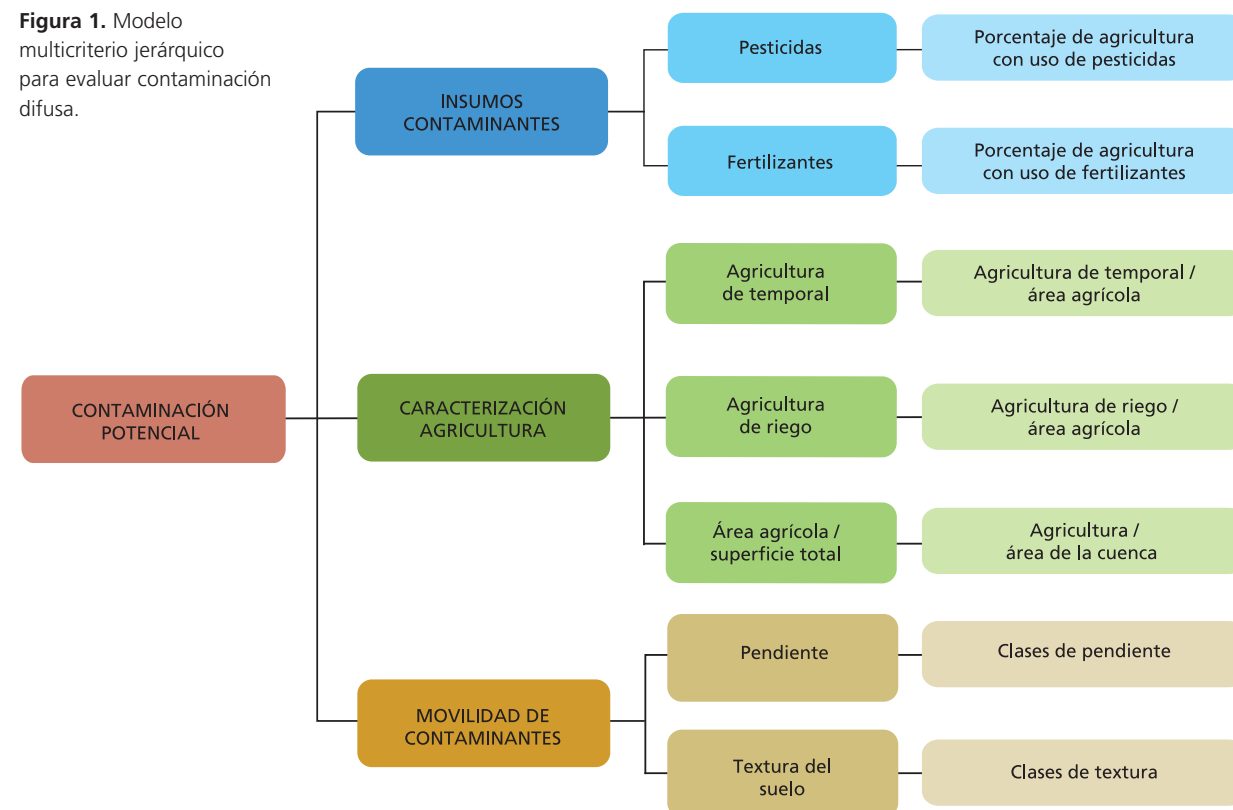 Figura 1. Modelo
multicriterio jerárquico
para evaluar contaminación
difusa.
CONTAMINACIÓN
POTENCIAL
INSUMOS
CONTAMINANTES
Pesticidas
Porcentaje de agricultura
con uso de pesticidas
Fertilizantes
Porcentaje de agricultura
con uso de fertilizantes
CARACTERIZACIÓN
AGRICULTURA
Agricultura
de temporal
Agricultura de temporal /
área agrícola
Agricultura
de riego
Agricultura de riego /
área agrícola
Área agrícola /
superficie total
Agricultura /
área de la cuenca
MOVILIDAD DE
CONTAMINANTES
Pendiente
Clases de pendiente
Textura del
suelo
Clases de textura